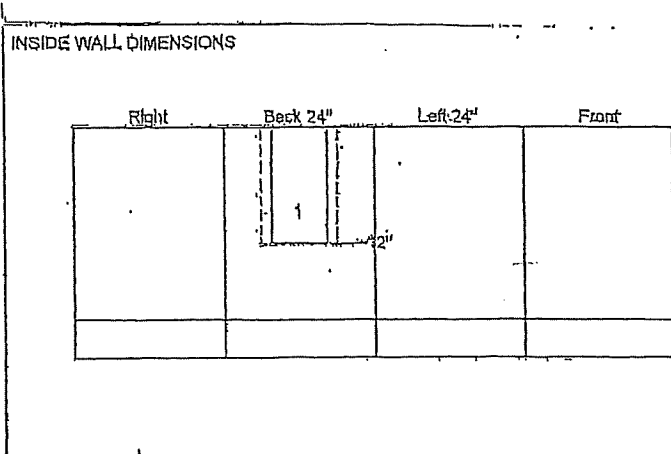 INSIDE WALL DIMENSIONS
Right Back 24" Left 24" Front
1
2"